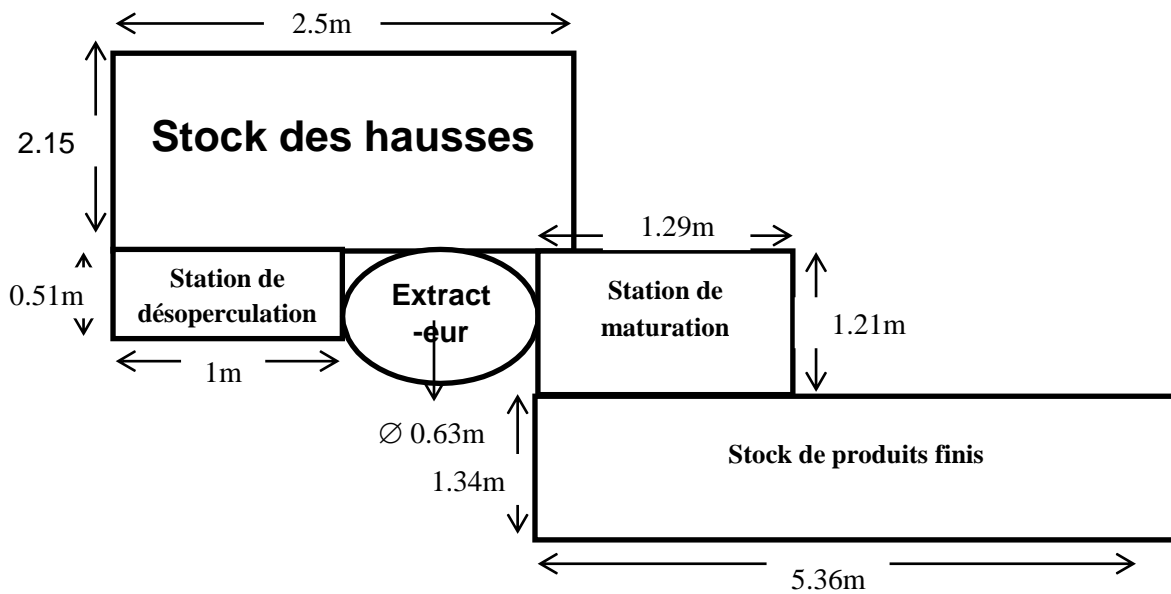 2.5m
Stock des hausses
2.15
1.29m
Station de
désoperculation
0.51m
Extract
-eur
Station de
maturation
1.21m
1m
∅ 0.63m
1.34m
Stock de produits finis
5.36m